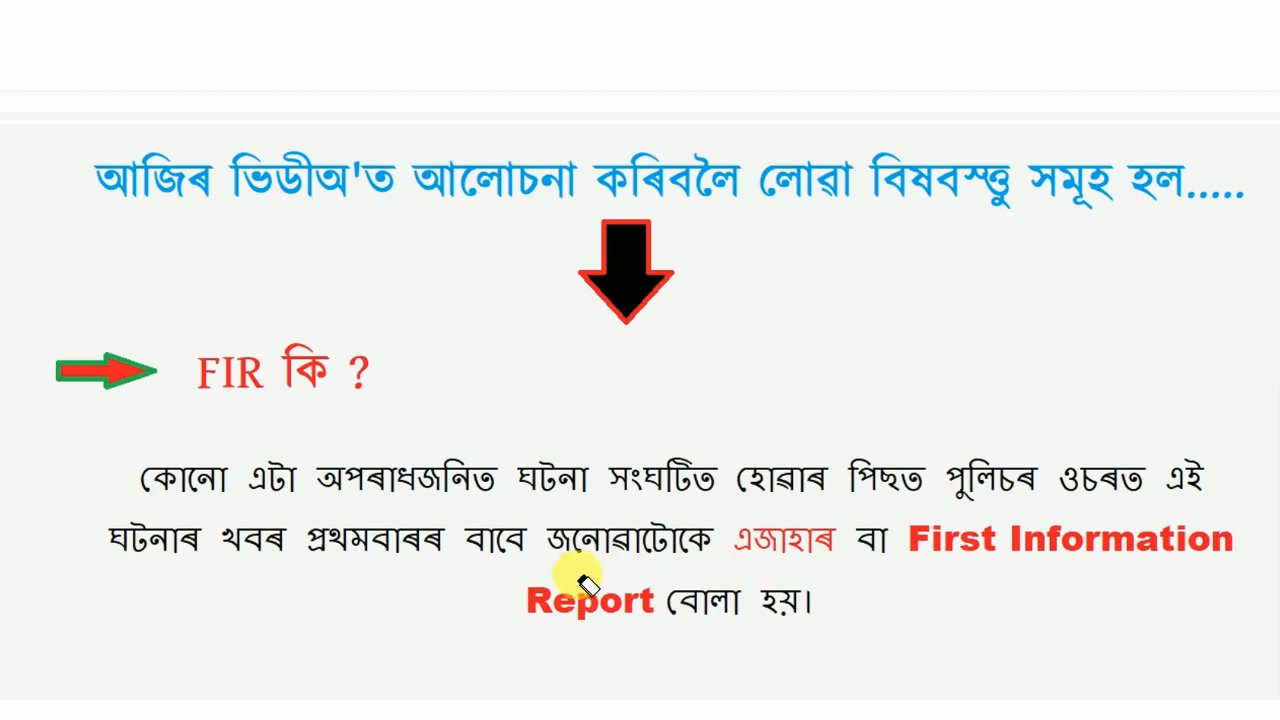 আজিৰ ভিডীঅ'ত আলোচনা কৰিবলৈ লোৱা বিষবস্ত্তু সমূহ হল.....
FIR কি ?
কোনো এটা অপৰাধজনিত ঘটনা সংঘটিত হোৱাৰ পিছত পুলিচৰ ওচৰত এই
ঘটনাৰ খবৰ প্ৰথমবাৰৰ বাবে জনোৱাটোকে এজাহাৰ বা First Information
Report বোলা হয়।